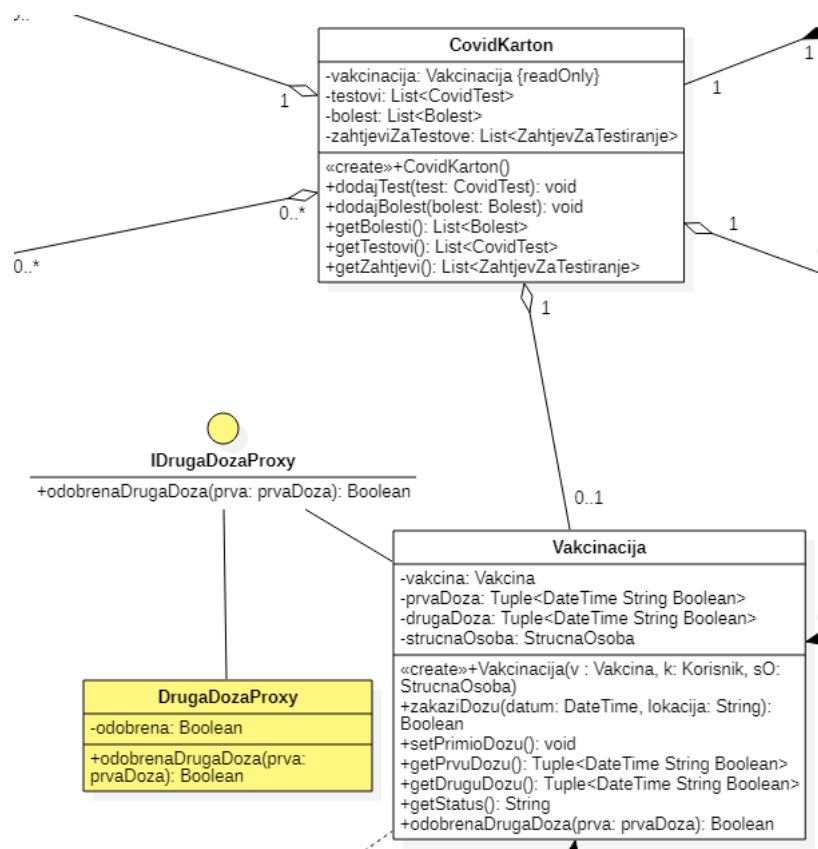 1
1
1
CovidKarton
-vakcinacija: Vakcinacija {readOnly}
-testovi: List<CovidTest>
-bolest: List<Bolest>
-zahtjeviZaTestove: List<ZahtjevZaTestiranje>
«create»+CovidKarton()
+dodajTest(test: CovidTest): void
+dodajBolest(bolest: Bolest): void
+getBolesti(): List<Bolest>
+getTestovi(): List<CovidTest>
+getZahtjevi(): List<ZahtjevZaTestiranje>
0..*
0..*
1
1
0..1
IDrugaDozaProxy
+odobrenaDrugaDoza(prva: prvaDoza): Boolean
DrugaDozaProxy
-odobrena: Boolean
+odobrenaDrugaDoza(prva:
prvaDoza): Boolean
Vakcinacija
-vakcina: Vakcina
-prvaDoza: Tuple<DateTime String Boolean>
-drugaDoza: Tuple<DateTime String Boolean>
-strucnaOsoba: StrucnaOsoba
«create»+Vakcinacija(v : Vakcina, k: Korisnik, sO:
StrucnaOsoba)
+zakaziDozu(datum: DateTime, lokacija: String):
Boolean
+setPrimioDozu(): void
+getPrvuDozu(): Tuple<DateTime String Boolean>
+getDruguDozu(): Tuple<DateTime String Boolean>
+getStatus(): String
+odobrenaDrugaDoza(prva: prvaDoza): Boolean